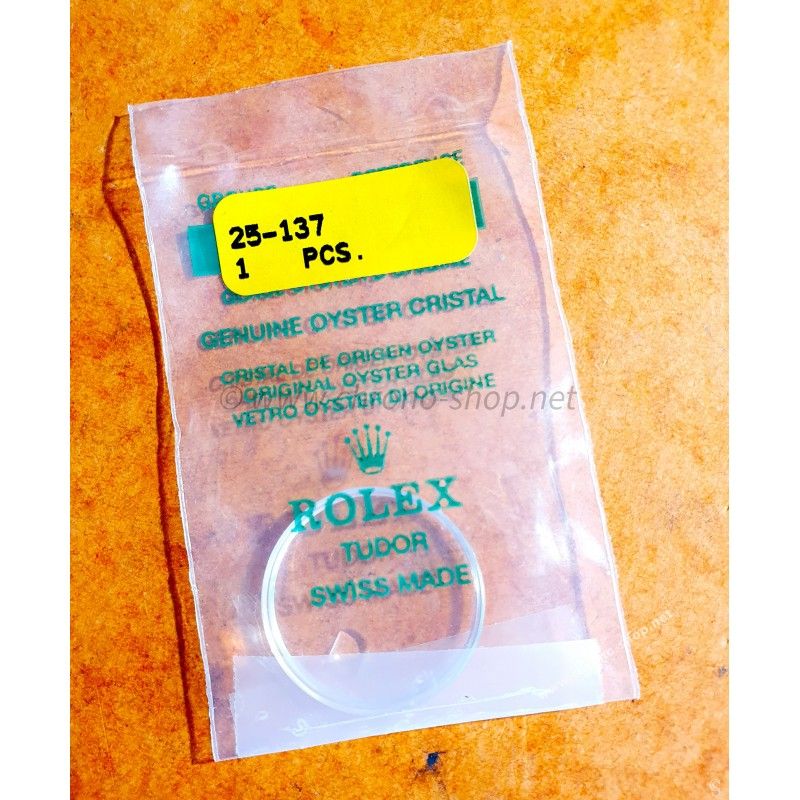 25-137
1 PCS.
GENUINE OYSTER CRISTAL
CRISTAL DE ORIGEN OYSTER
ORIGINAL OYSTER GLAS
VETRO OYSTER DI ORIGINE
ROLEX
TUDOR
SWISS MADE